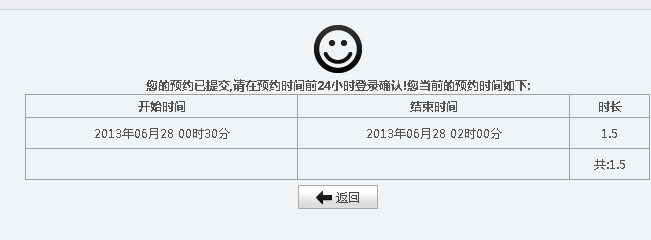 您的预约已提交,请在预约时间前24小时登录确认!您当前的预约时间如下:
开始时间 结束时间 时长
2013年06月28 00时30分 2013年06月28 02时00分 1.5
共:1.5
返回